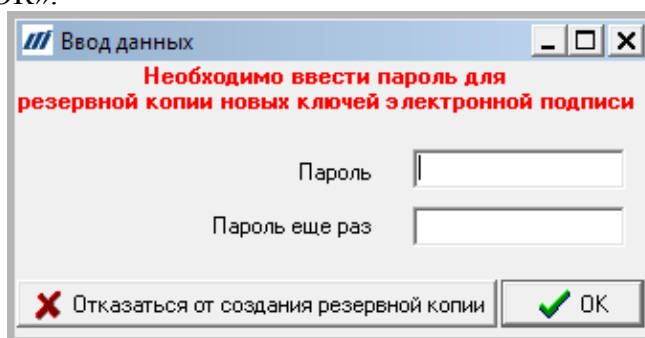 ОК».
Ввод данных
Необходимо ввести пароль для
резервной копии новых ключей электронной подписи
Пароль
Пароль еще раз
Отказаться от создания резервной копии
OK